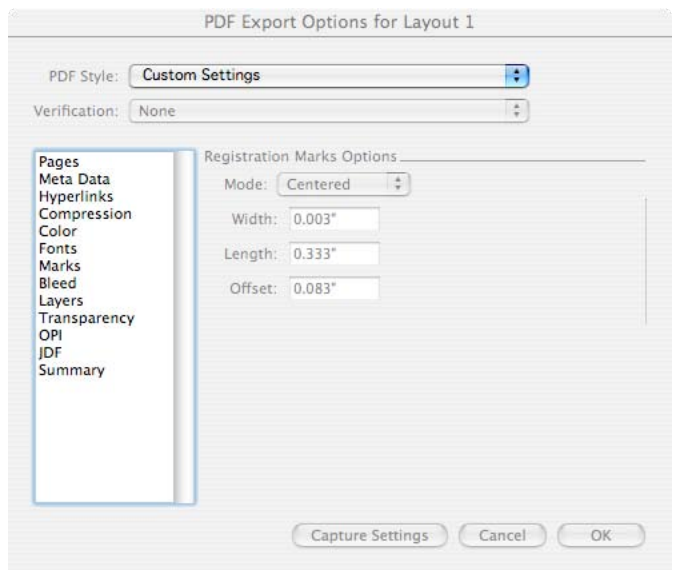 PDF Export Options for Layout 1
PDF Style: Custom Settings
Verification: None
Pages
Meta Data
Hyperlinks
Compression
Color
Fonts
Marks
Bleed
Layers
Transparency
OPI
JDF
Summary
Registration Marks Options
Mode: Centered
Width: 0.003"
Length: 0.333"
Offset: 0.083"
Capture Settings Cancel OK